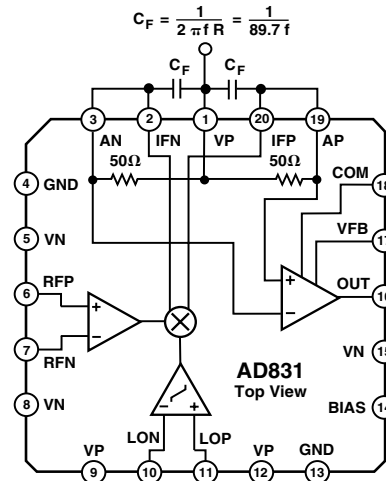 C_F = 1 / 2 π f R = 1 / 89.7 f
C_F C_F
3 2 1 20 19
AN IFN VP IFP AP
50Ω 50Ω
4 GND
5 VN
6 RFP
7 RFN
8 VN
COM 18
VFB 17
OUT 16
VN 15
BIAS 14
+
−
+
−
− +
AD831
Top View
LON LOP
VP VP GND
9 10 11 12 13